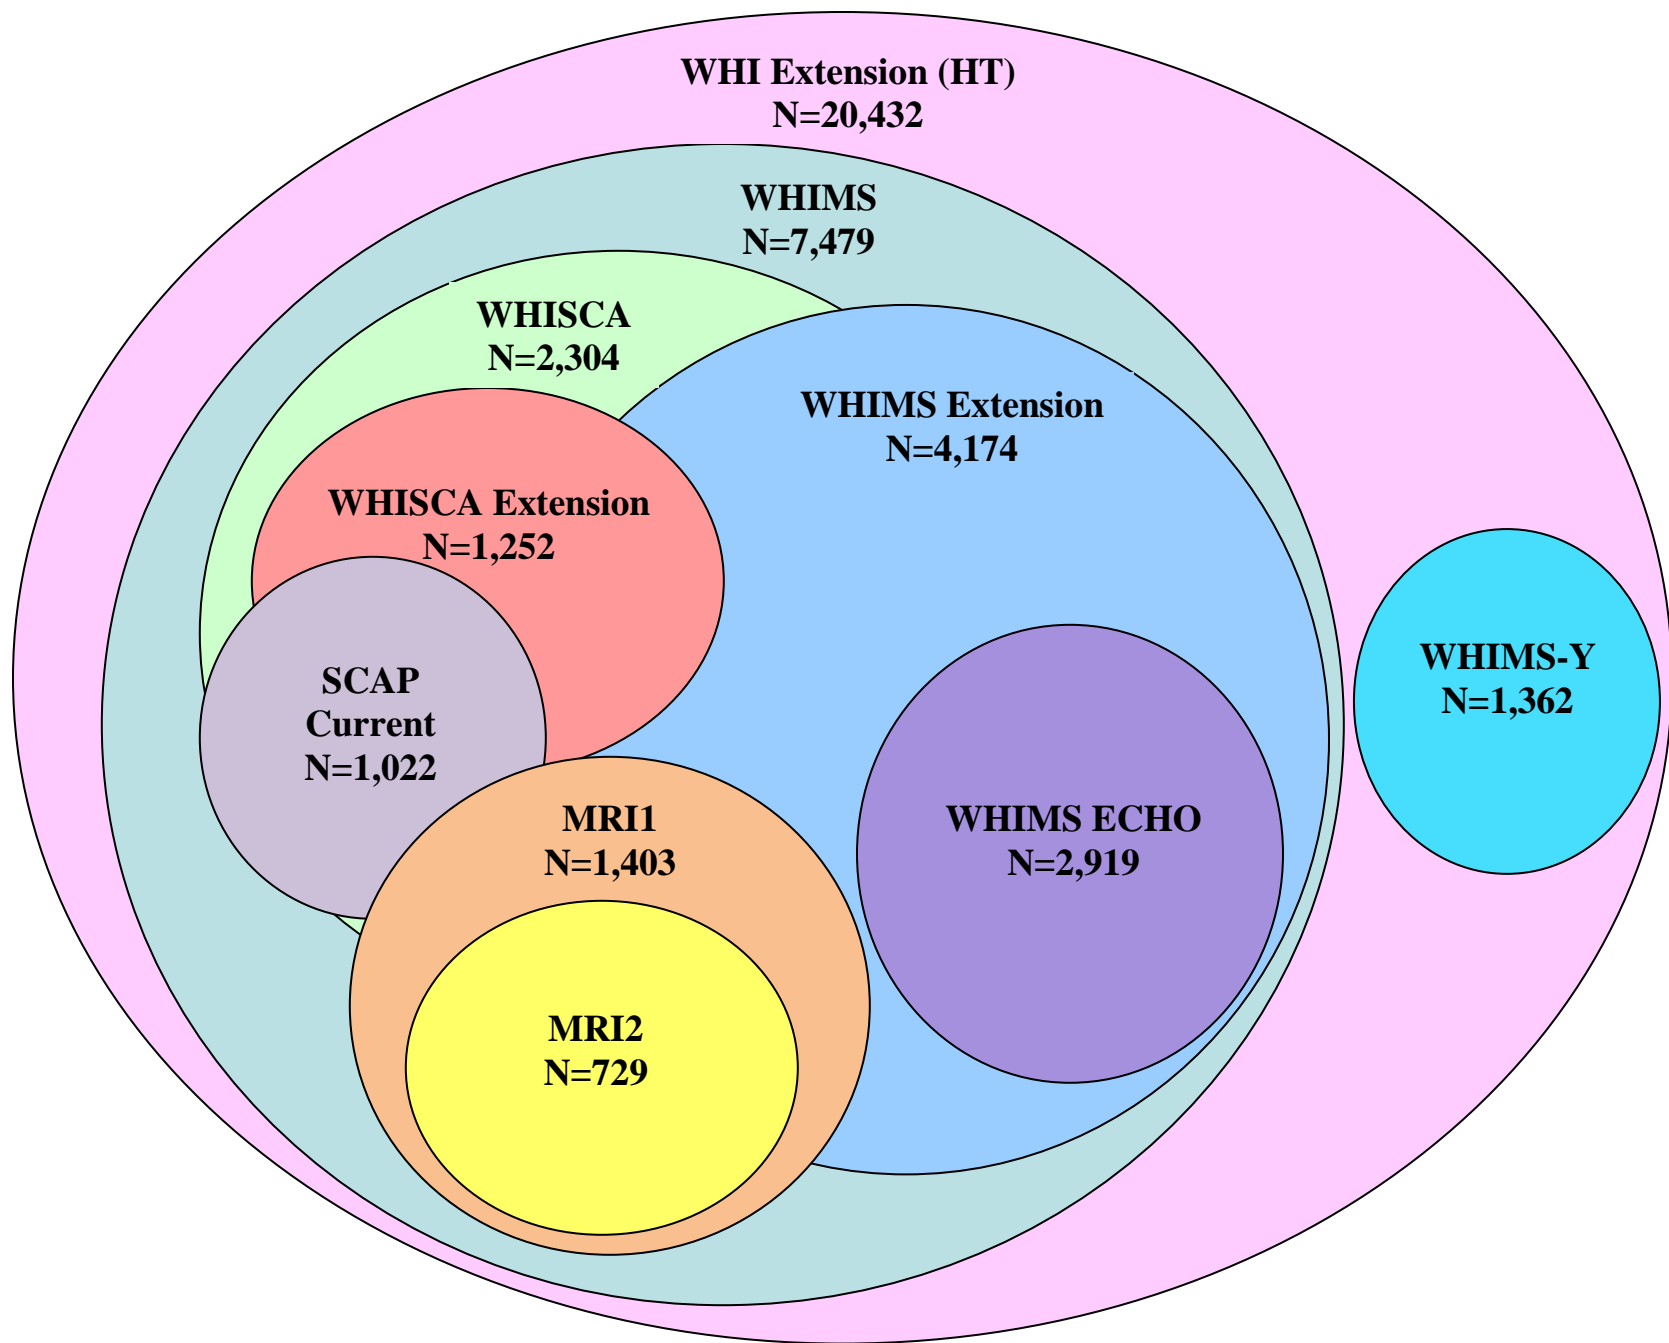 WHI Extension (HT)
N=20,432
WHIMS
N=7,479
WHISCA
N=2,304
WHIMS Extension
N=4,174
WHISCA Extension
N=1,252
SCAP
Current
N=1,022
WHIMS-Y
N=1,362
MRI1
N=1,403
WHIMS ECHO
N=2,919
MRI2
N=729